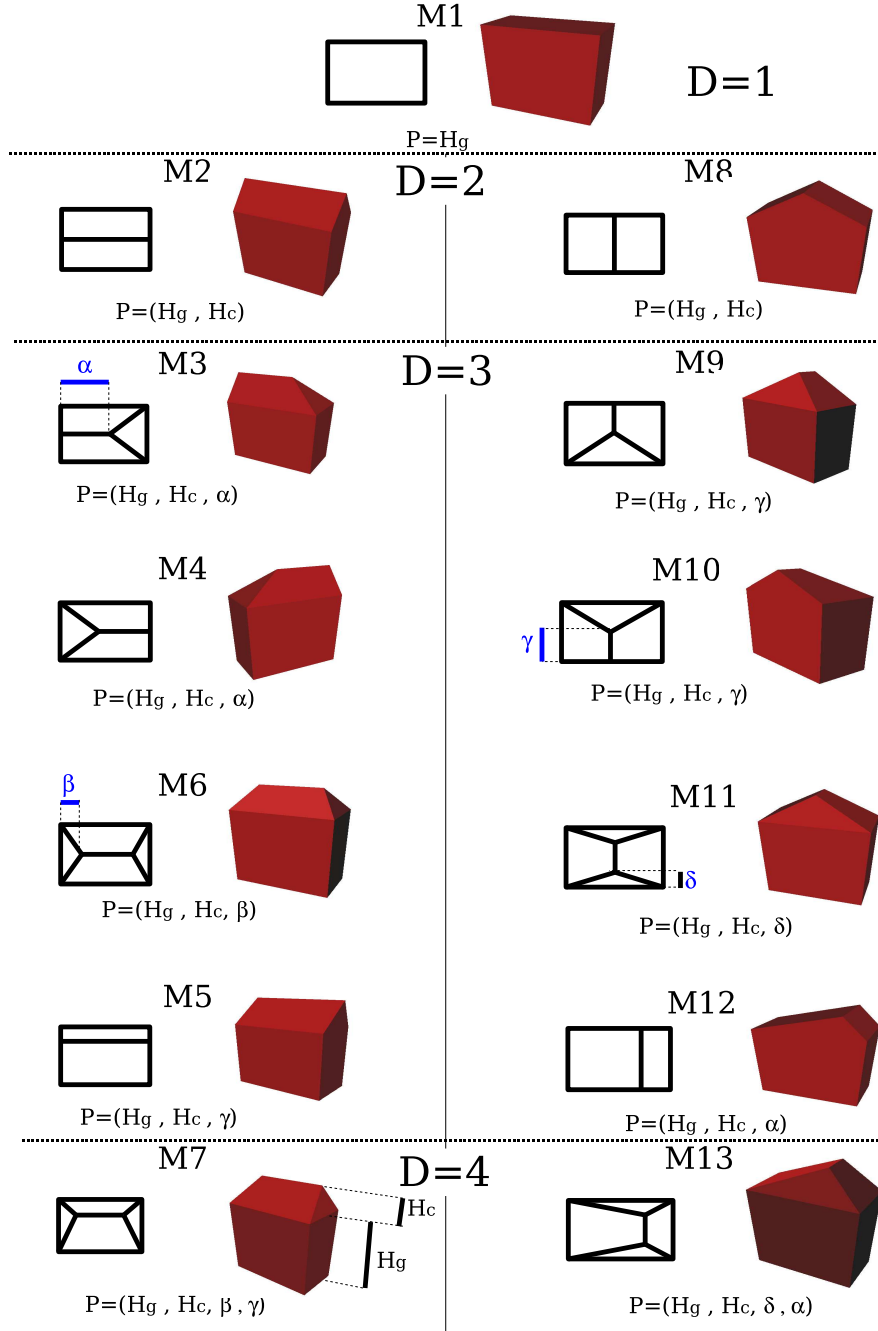 M1
D=1
P=Hg
M2
D=2
M8
P=(Hg , Hc)
P=(Hg , Hc)
M3
D=3
M9
α
P=(Hg , Hc , α)
P=(Hg , Hc , γ)
M4
M10
γ
P=(Hg , Hc , α)
P=(Hg , Hc , γ)
M6
M11
β
δ
P=(Hg , Hc, β)
P=(Hg , Hc, δ)
M5
M12
P=(Hg , Hc , γ)
P=(Hg , Hc , α)
M7
D=4
M13
Hc
Hg
P=(Hg , Hc, β , γ)
P=(Hg , Hc, δ , α)